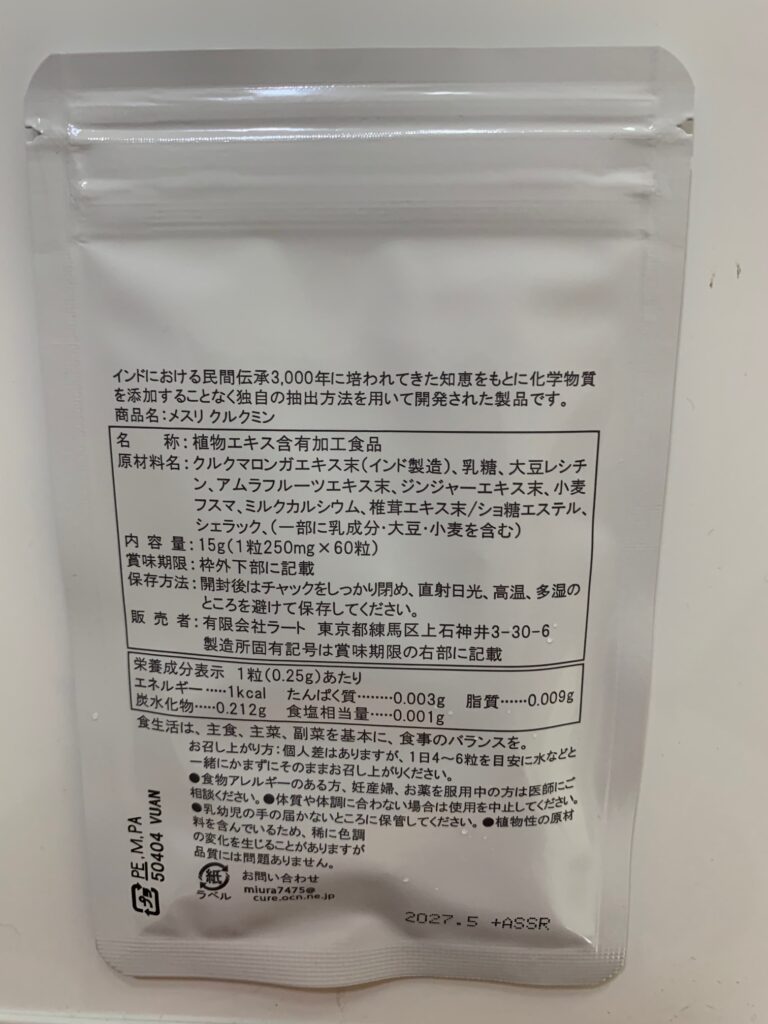 インドにおける民間伝承3,000年に培われてきた知恵をもとに化学物質
を添加することなく独自の抽出方法を用いて開発された製品です。
商品名:メスリ クルクミン
名　　称:植物エキス含有加工食品
原材料名:クルクマロンガエキス末(インド製造)、乳糖、大豆レシチ
ン、アムラフルーツエキス末、ジンジャーエキス末、小麦
フスマ、ミルクカルシウム、椎茸エキス末/ショ糖エステル、
シェラック、(一部に乳成分・大豆・小麦を含む)
内 容 量:15g(1粒250mg×60粒)
賞味期限:枠外下部に記載
保存方法:開封後はチャックをしっかり閉め、直射日光、高温、多湿の
ところを避けて保存してください。
販 売 者:有限会社ラート 東京都練馬区上石神井3-30-6
製造所固有記号は賞味期限の右部に記載
栄養成分表示 1粒(0.25g)あたり
エネルギー……1kcal たんぱく質………0.003g 脂質……0.009g
炭水化物……0.212g 食塩相当量……0.001g
食生活は、主食、主菜、副菜を基本に、食事のバランスを。
お召し上がり方:個人差はありますが、1日4～6粒を目安に水などと
一緒にかまずにそのままお召し上がりください。
●食物アレルギーのある方、妊産婦、お薬を服用中の方は医師にご
相談ください。●体質や体調に合わない場合は使用を中止してください。
●乳幼児の手の届かないところに保管してください。●植物性の原材
料を含んでいるため、稀に色調
の変化を生じることがありますが
品質には問題ありません。
紙
ラベル
お問い合わせ
miura7475@
cure.ocn.ne.jp
プラ
PE,M,PA
50404 YUAN
2027.5 +ASSR